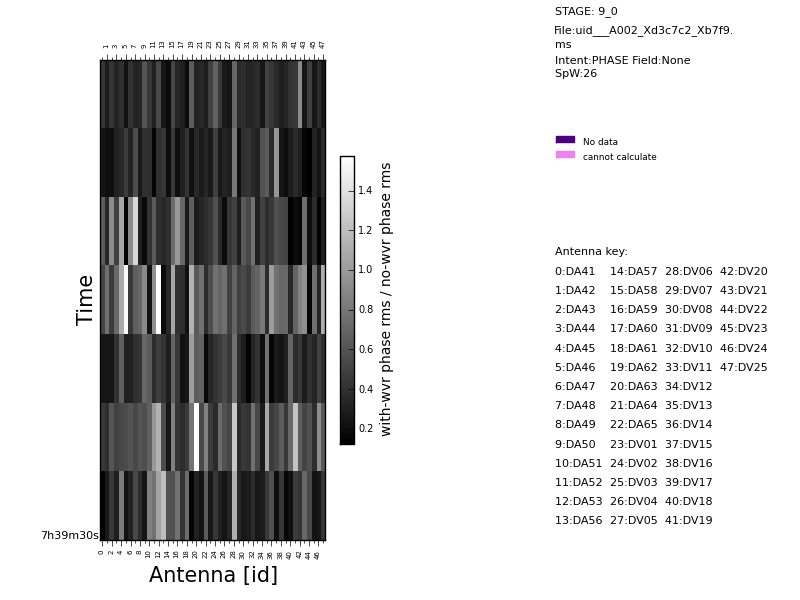 STAGE: 9_0
File:uid___A002_Xd3c7c2_Xb7f9.
ms
Intent:PHASE Field:None
SpW:26
1 3 5 7 9 11 13 15 17 19 21 23 25 27 29 31 33 35 37 39 41 43 45 47
No data
cannot calculate
1.4
1.2
1.0
0.8
0.6
0.4
0.2
with-wvr phase rms / no-wvr phase rms
Time
7h39m30s
0 2 4 6 8 10 12 14 16 18 20 22 24 26 28 30 32 34 36 38 40 42 44 46
Antenna [id]
Antenna key:
0:DA41 14:DA57 28:DV06 42:DV20
1:DA42 15:DA58 29:DV07 43:DV21
2:DA43 16:DA59 30:DV08 44:DV22
3:DA44 17:DA60 31:DV09 45:DV23
4:DA45 18:DA61 32:DV10 46:DV24
5:DA46 19:DA62 33:DV11 47:DV25
6:DA47 20:DA63 34:DV12
7:DA48 21:DA64 35:DV13
8:DA49 22:DA65 36:DV14
9:DA50 23:DV01 37:DV15
10:DA51 24:DV02 38:DV16
11:DA52 25:DV03 39:DV17
12:DA53 26:DV04 40:DV18
13:DA56 27:DV05 41:DV19